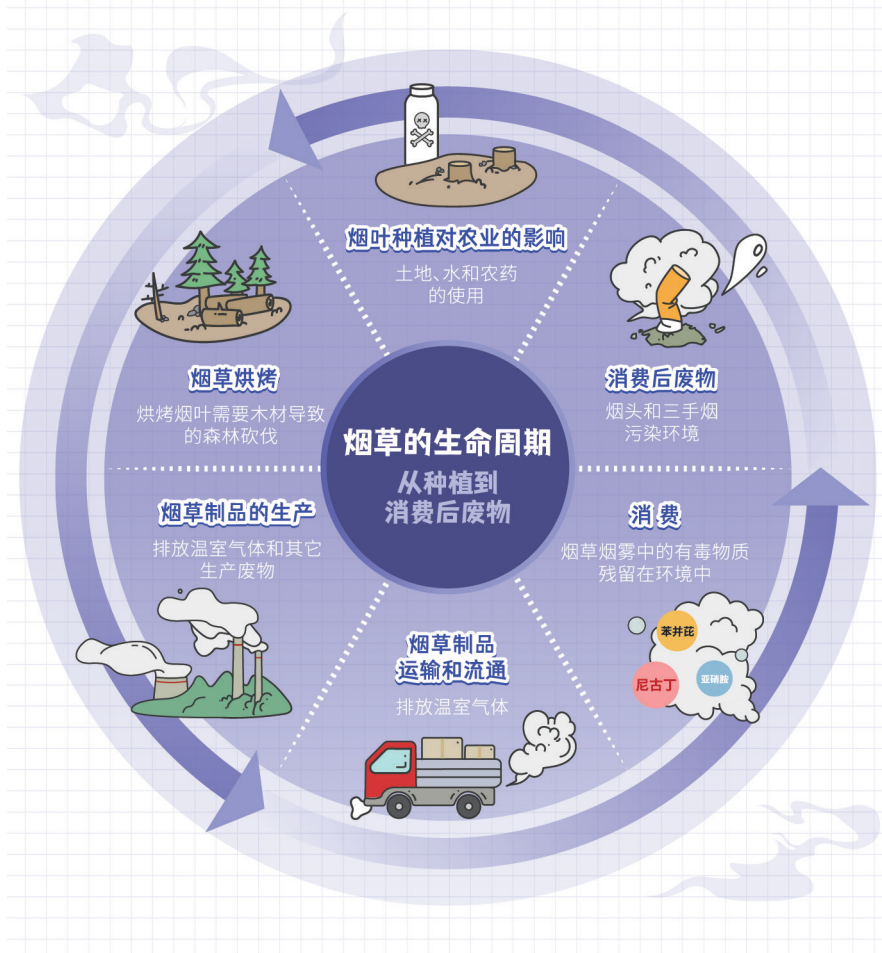 烟草的生命周期
从种植到
消费后废物
烟叶种植对农业的影响
土地、水和农药
的使用
烟草烘烤
烘烤烟叶需要木材导致
的森林砍伐
烟草制品的生产
排放温室气体和其它
生产废物
烟草制品
运输和流通
排放温室气体
消费
烟草烟雾中的有毒物质
残留在环境中
苯并芘
尼古丁
亚硝胺
消费后废物
烟头和三手烟
污染环境